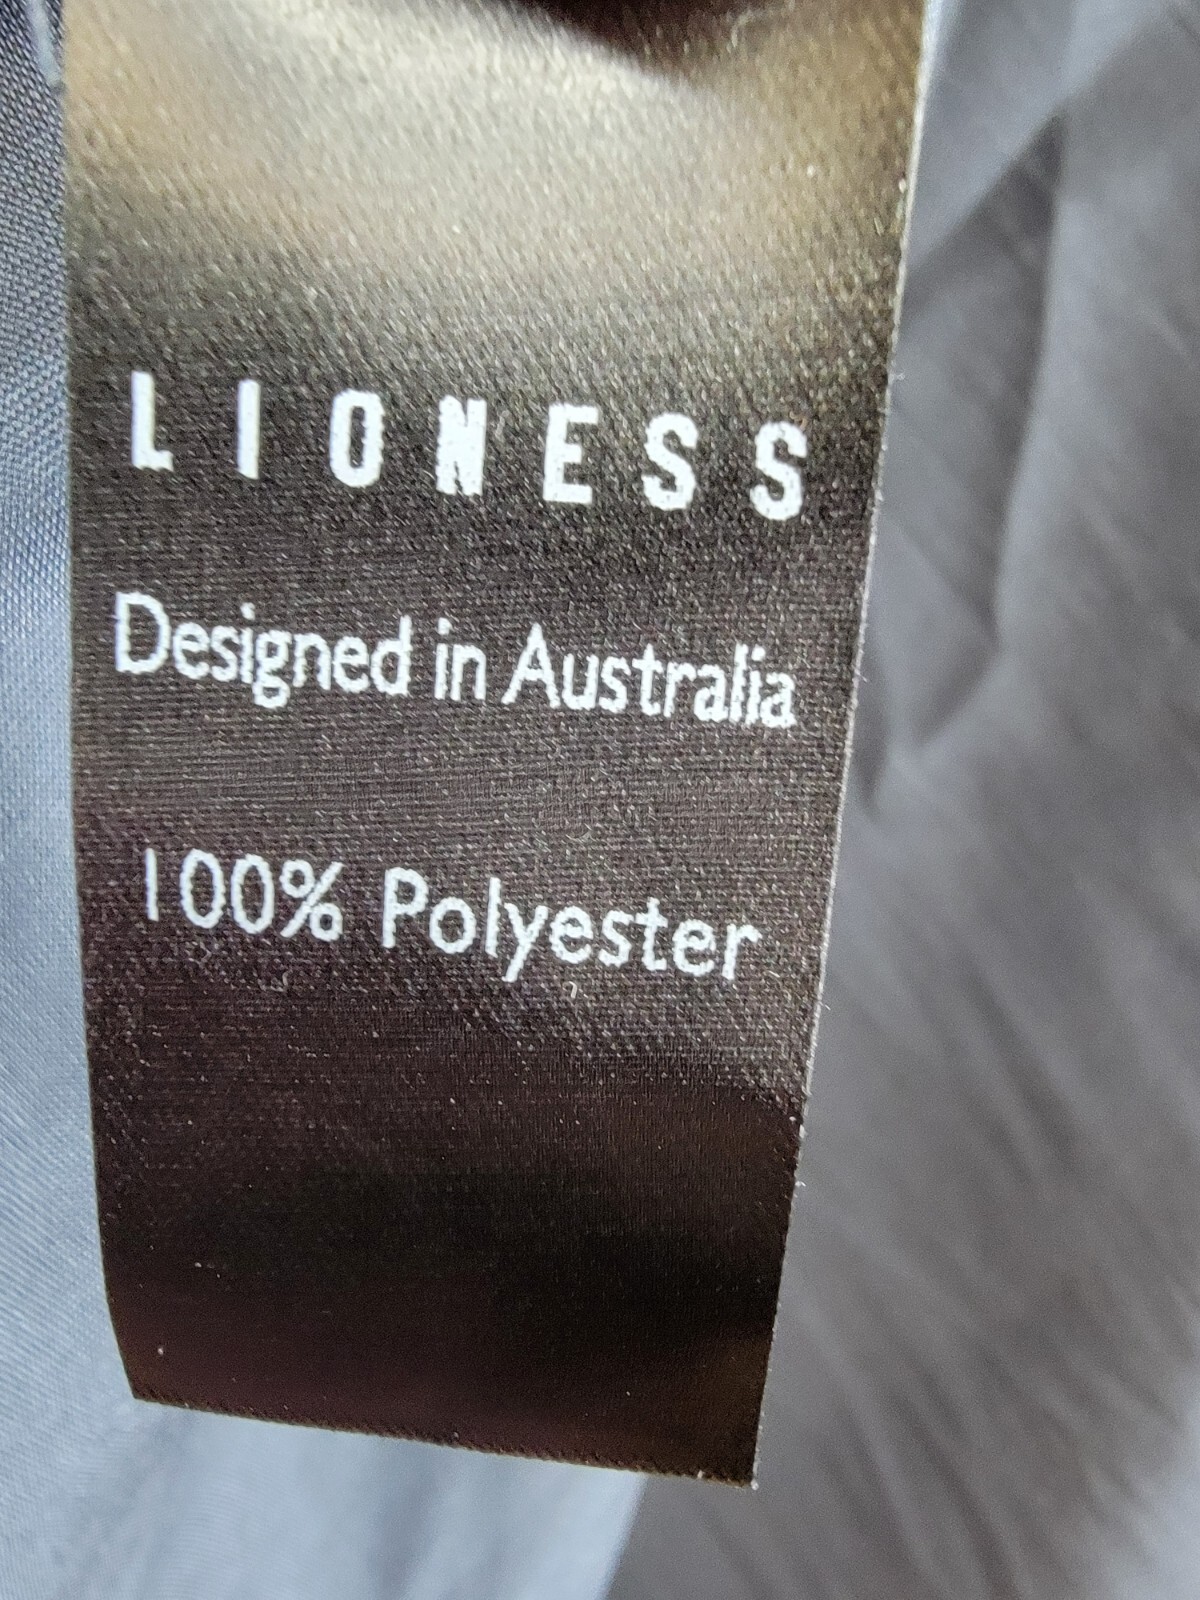 LIONESS
Designed in Australia
100% Polyester